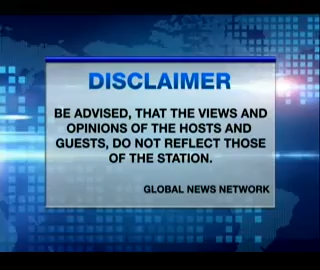 DISCLAIMER
BE ADVISED, THAT THE VIEWS AND
OPINIONS OF THE HOSTS AND
GUESTS, DO NOT REFLECT THOSE
OF THE STATION.
GLOBAL NEWS NETWORK